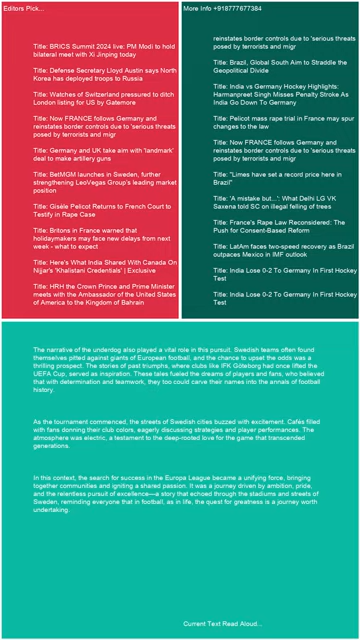 Editors Pick...
Title: BRICS Summit 2024 live: PM Modi to hold
bilateral meet with Xi Jinping today
Title: Defense Secretary Lloyd Austin says North
Korea has deployed troops to Russia
Title: Watches of Switzerland pressured to ditch
London listing for US by Gatemore
Title: Now FRANCE follows Germany and
reinstates border controls due to 'serious threats
posed by terrorists and migr
Title: Germany and UK take aim with 'landmark'
deal to make artillery guns
Title: BetMGM launches in Sweden, further
strengthening LeoVegas Group's leading market
position
Title: Gisèle Pelicot Returns to French Court to
Testify in Rape Case
Title: Britons in France warned that
holidaymakers may face new delays from next
week - what to expect
Title: Here's What India Shared With Canada On
Nijjar's 'Khalistani Credentials' | Exclusive
Title: HRH the Crown Prince and Prime Minister
meets with the Ambassador of the United States
of America to the Kingdom of Bahrain
More Info +918777677384
reinstates border controls due to 'serious threats
posed by terrorists and migr
Title: Brazil, Global South Aim to Straddle the
Geopolitical Divide
Title: India vs Germany Hockey Highlights:
Harmanpreet Singh Misses Penalty Stroke As
India Go Down To Germany
Title: Pelicot mass rape trial in France may spur
changes to the law
Title: Now FRANCE follows Germany and
reinstates border controls due to 'serious threats
posed by terrorists and migr
Title: "Limes have set a record price here in
Brazil"
Title: 'A mistake but...': What Delhi LG VK
Saxena told SC on illegal felling of trees
Title: France's Rape Law Reconsidered: The
Push for Consent-Based Reform
Title: LatAm faces two-speed recovery as Brazil
outpaces Mexico in IMF outlook
Title: India Lose 0-2 To Germany In First Hockey
Test
Title: India Lose 0-2 To Germany In First Hockey
Test
The narrative of the underdog also played a vital role in this pursuit. Swedish teams often found
themselves pitted against giants of European football, and the chance to upset the odds was a
thrilling prospect. The stories of past triumphs, where clubs like IFK Göteborg had once lifted the
UEFA Cup, served as inspiration. These tales fueled the dreams of players and fans, who believed
that with determination and teamwork, they too could carve their names into the annals of football
history.
As the tournament commenced, the streets of Swedish cities buzzed with excitement. Cafés filled
with fans donning their club colors, eagerly discussing strategies and player performances. The
atmosphere was electric, a testament to the deep-rooted love for the game that transcended
generations.
In this context, the search for success in the Europa League became a unifying force, bringing
together communities and igniting a shared passion. It was a journey driven by ambition, pride,
and the relentless pursuit of excellence—a story that echoed through the stadiums and streets of
Sweden, reminding everyone that in football, as in life, the quest for greatness is a journey worth
undertaking.
Current Text Read Aloud...